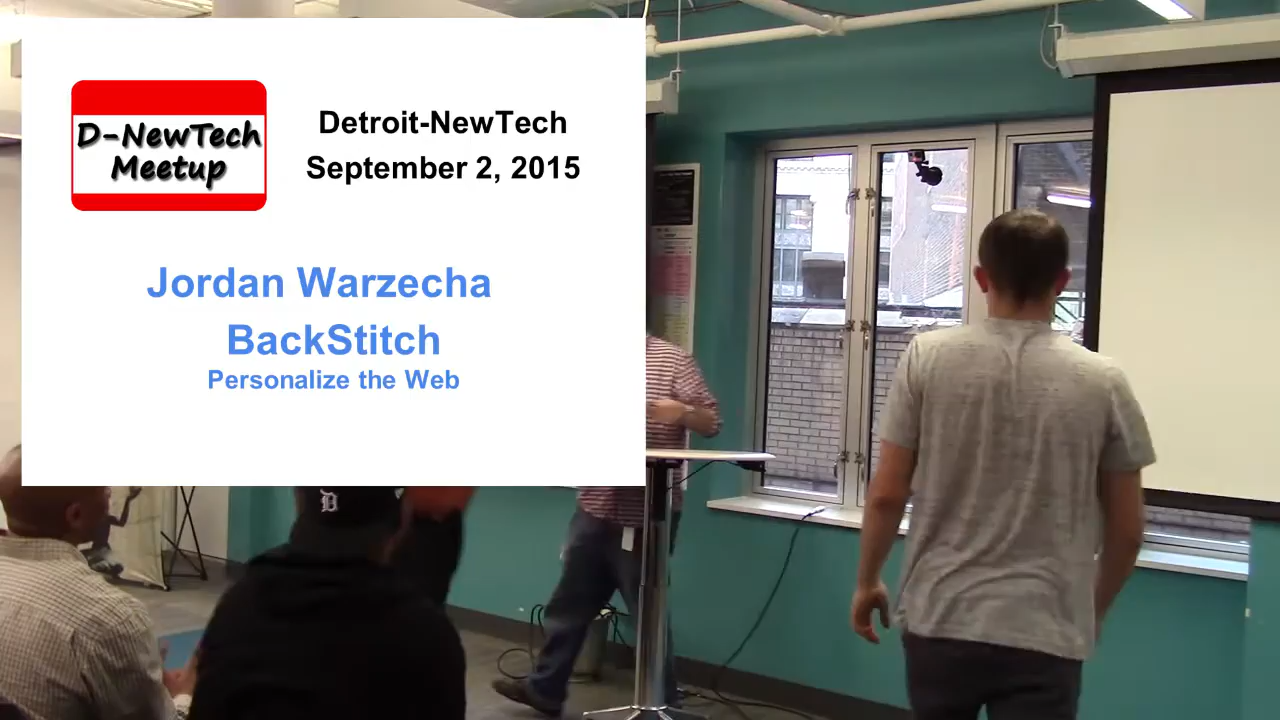 D-NewTech
Meetup
Detroit-NewTech
September 2, 2015
Jordan Warzecha
BackStitch
Personalize the Web
D